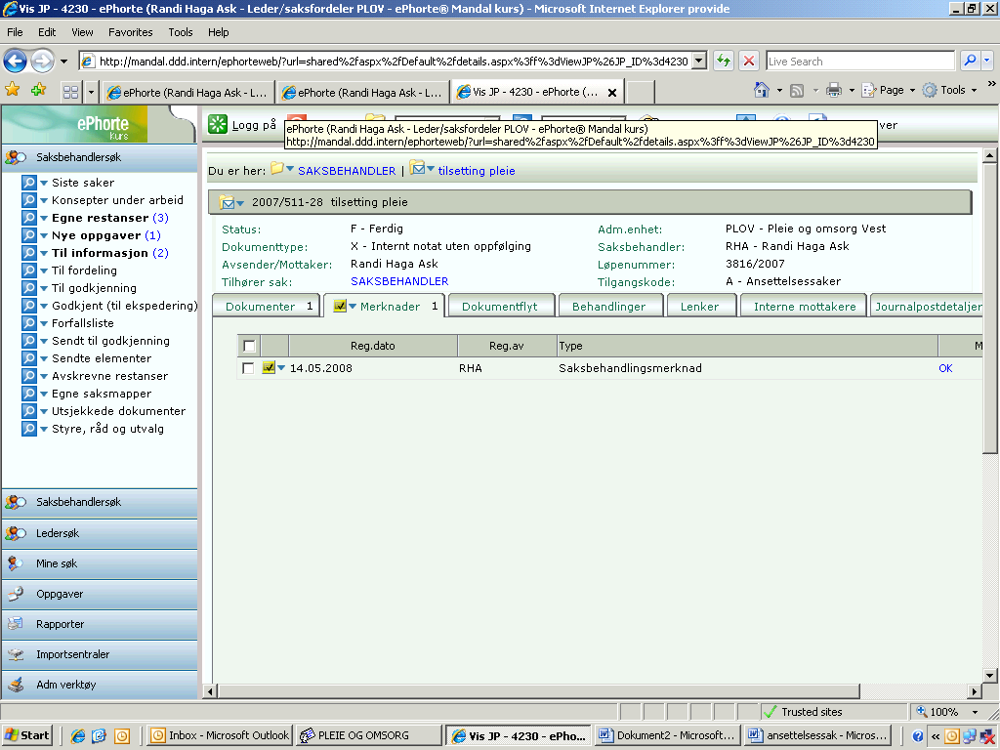 Vis JP - 4230 - ePhorte (Randi Haga Ask - Leder/saksfordeler PLOV - ePhorte® Mandal kurs) - Microsoft Internet Explorer provide
File Edit View Favorites Tools Help
http://mandal.ddd.intern/ephorteweb/?url=shared%2faspx%2fDefault%2fdetails.aspx%3ff%3dViewJP%26JP_ID%3d4230 Live Search
ePhorte (Randi Haga Ask - L... ePhorte (Randi Haga Ask - L... Vis JP - 4230 - ePhorte (... Page Tools »
ePhorte Kurs
Logg på
ver
ePhorte (Randi Haga Ask - Leder/saksfordeler PLOV - ePhorte® Mandal kurs)
http://mandal.ddd.intern/ephorteweb/?url=shared%2faspx%2fDefault%2fdetails.aspx%3ff%3dViewJP%26JP_ID%3d4230
Saksbehandlersøk
Siste saker
Konsepter under arbeid
Egne restanser (3)
Nye oppgaver (1)
Til informasjon (2)
Til fordeling
Til godkjenning
Godkjent (til ekspedering)
Forfallsliste
Sendt til godkjenning
Sendte elementer
Avskrevne restanser
Egne saksmapper
Utsjekkede dokumenter
Styre, råd og utvalg
Saksbehandlersøk
Ledersøk
Mine søk
Oppgaver
Rapporter
Importsentraler
Adm verktøy
Du er her: SAKSBEHANDLER | tilsetting pleie
2007/511-28 tilsetting pleie
Status: F - Ferdig Adm.enhet: PLOV - Pleie og omsorg Vest
Dokumenttype: X - Internt notat uten oppfølging Saksbehandler: RHA - Randi Haga Ask
Avsender/Mottaker: Randi Haga Ask Løpenummer: 3816/2007
Tilhører sak: SAKSBEHANDLER Tilgangskode: A - Ansettelsessaker
Dokumenter 1 Merknader 1 Dokumentflyt Behandlinger Lenker Interne mottakere Journalpostdetaljer
Reg.dato Reg.av Type M
14.05.2008 RHA Saksbehandlingsmerknad OK
Trusted sites 100%
Start Inbox - Microsoft Outlook PLEIE OG OMSORG Vis JP - 4230 - ePho... Dokument2 - Microsoft... ansettelsessak - Micros... «